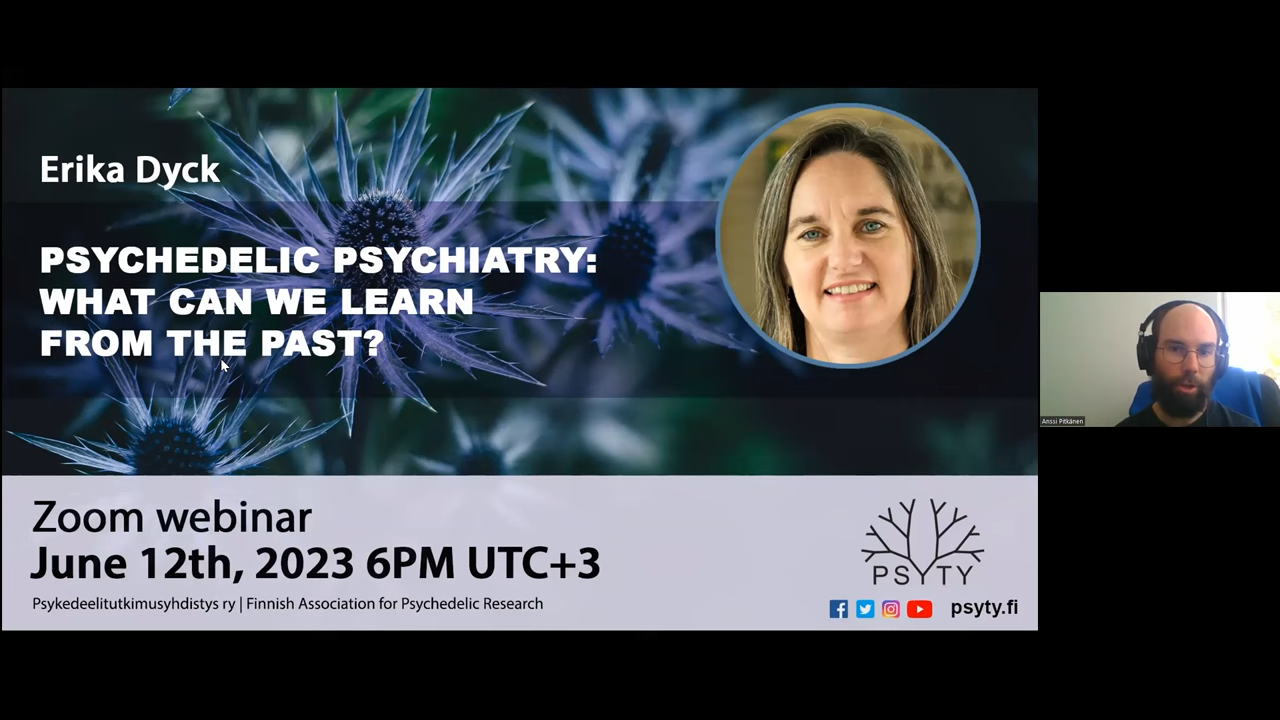 Erika Dyck
PSYCHEDELIC PSYCHIATRY:
WHAT CAN WE LEARN
FROM THE PAST?
Anssi Pitkänen
Zoom webinar
June 12th, 2023 6PM UTC+3
Psykedeelitutkimusyhdistys ry | Finnish Association for Psychedelic Research
PSYTY
psyty.fi